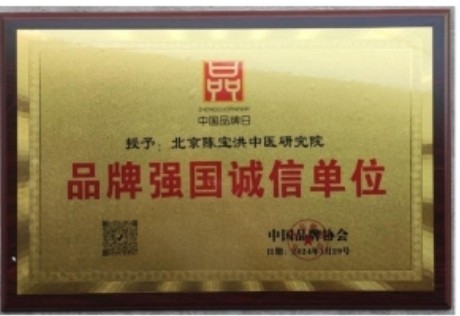 中国品牌日
授予：北京陈宝洪中医研究院
品牌强国诚信单位
中国品牌协会